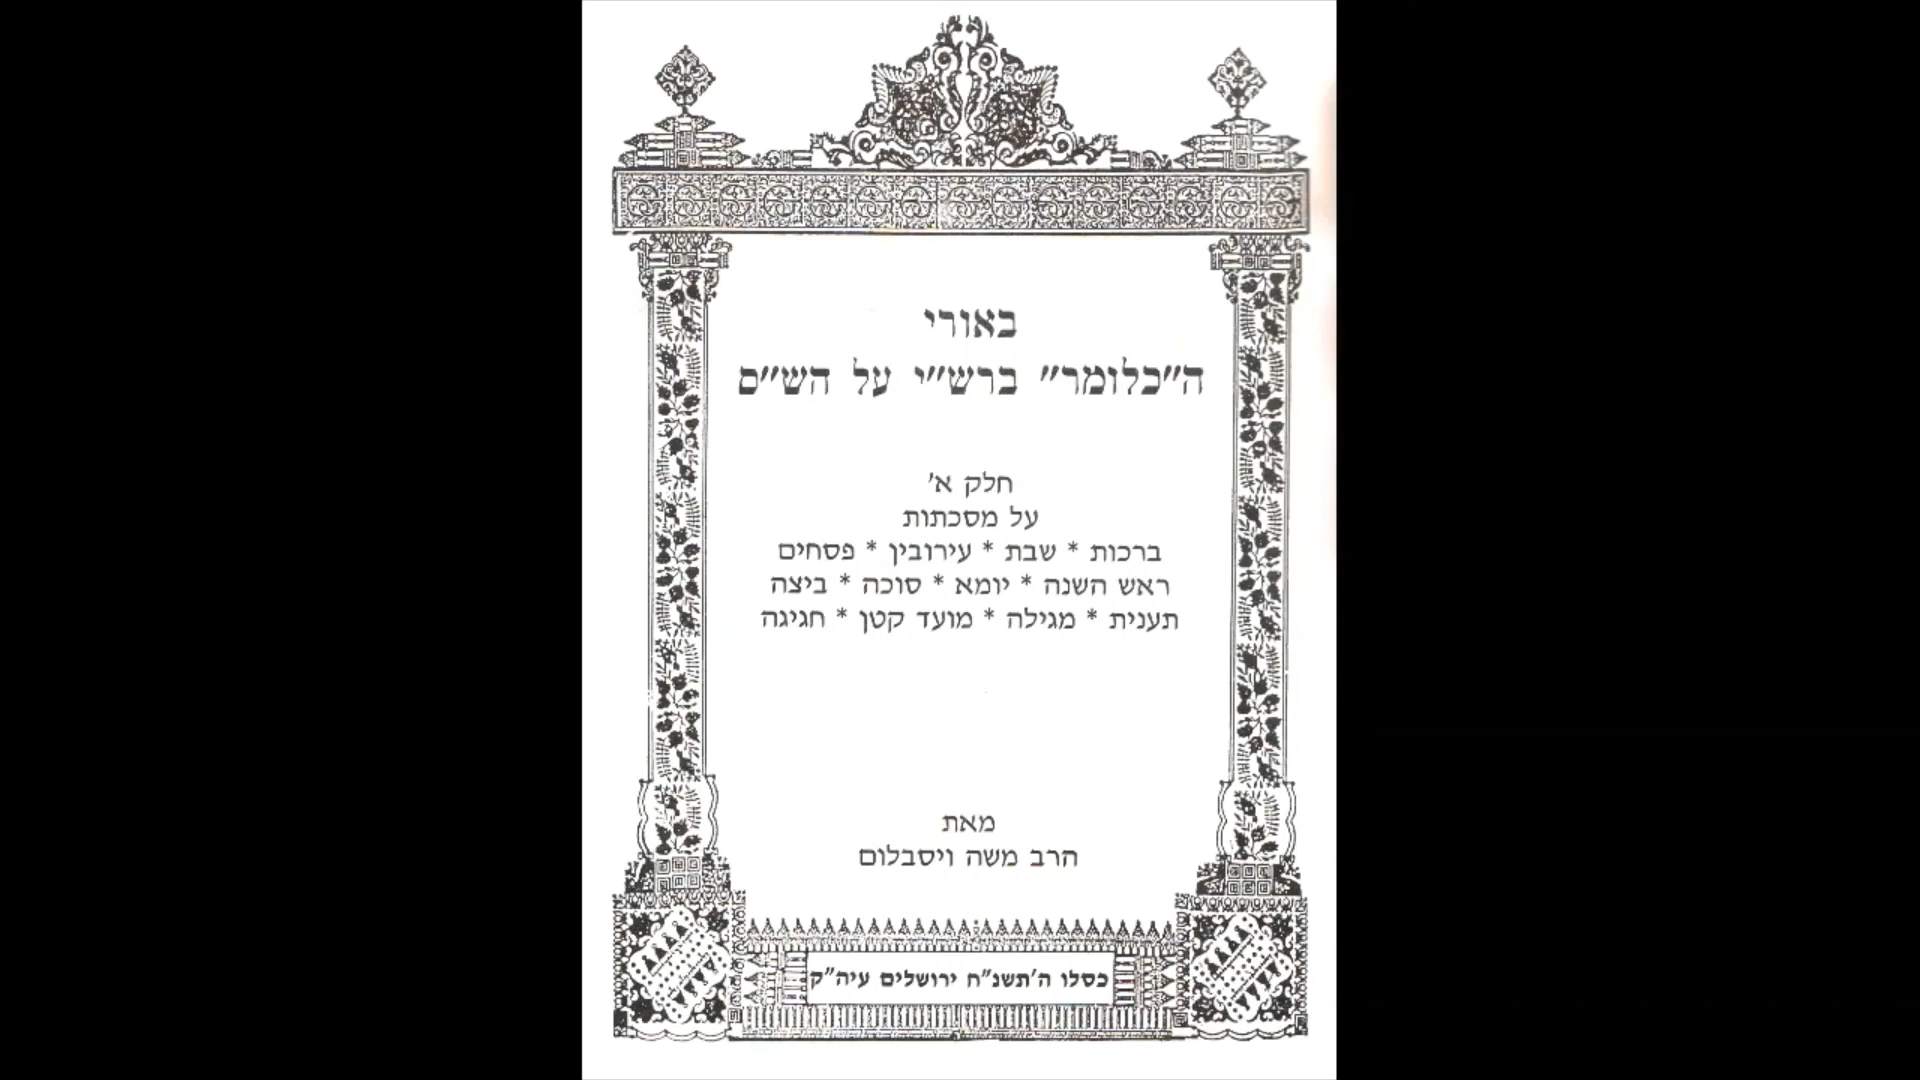 באורי
ה"כלומר" ברש"י על הש"ס
חלק א'
על מסכתות
ברכות * שבת * עירובין * פסחים
ראש השנה * יומא * סוכה * ביצה
תענית * מגילה * מועד קטן * חגיגה
מאת
הרב משה ויסבלום
כסלו ה'תשנ"ח ירושלים עיה"ק